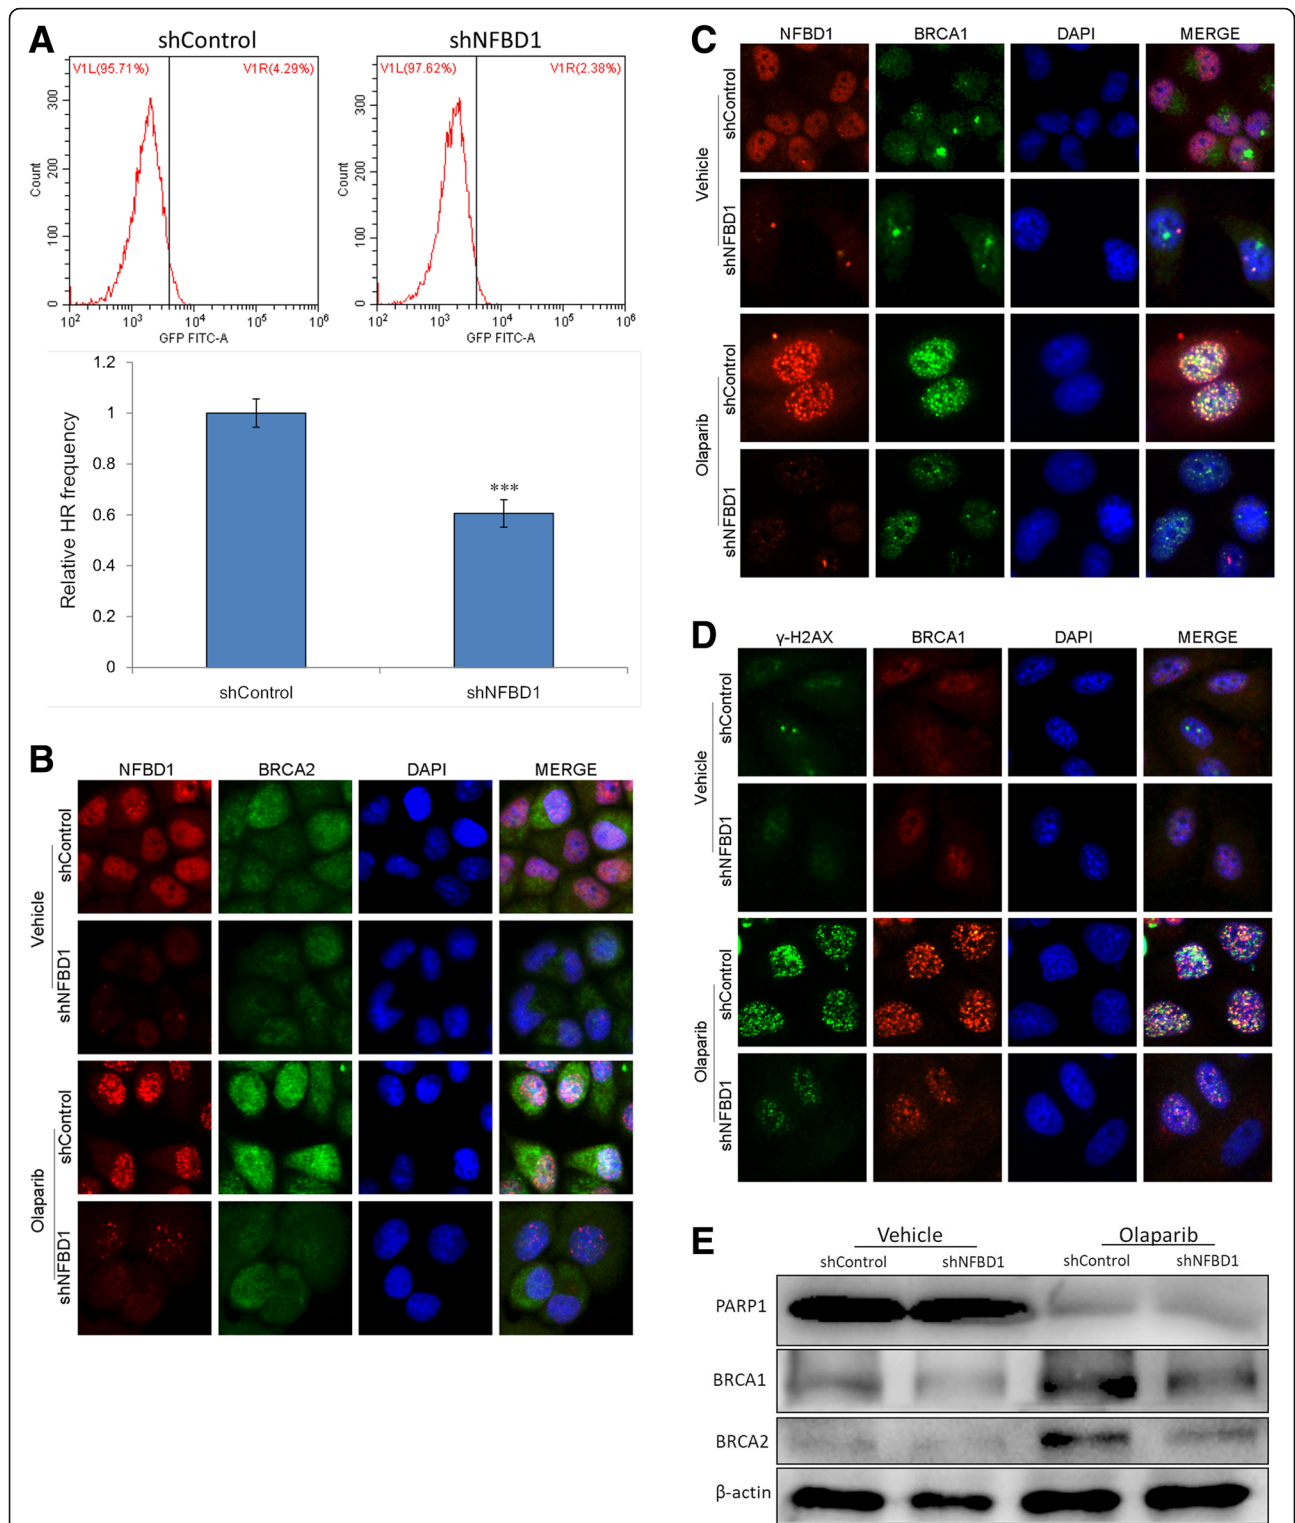 A
shControl
shNFBD1
V1L(95.71%)
V1R(4.29%)
V1L(97.62%)
V1R(2.38%)
Count
300
200
100
0
10² 10³ 10⁴ 10⁵ 10⁶
GFP FITC-A
Count
300
200
100
0
10² 10³ 10⁴ 10⁵ 10⁶
GFP FITC-A
Relative HR frequency
1.2
1
0.8
0.6
0.4
0.2
0
***
shControl
shNFBD1
B
NFBD1 BRCA2 DAPI MERGE
Vehicle
shControl
shNFBD1
Olaparib
shControl
shNFBD1
C
NFBD1 BRCA1 DAPI MERGE
Vehicle
shControl
shNFBD1
Olaparib
shControl
shNFBD1
D
γ-H2AX BRCA1 DAPI MERGE
Vehicle
shControl
shNFBD1
Olaparib
shControl
shNFBD1
E
Vehicle Olaparib
shControl shNFBD1 shControl shNFBD1
PARP1
BRCA1
BRCA2
β-actin